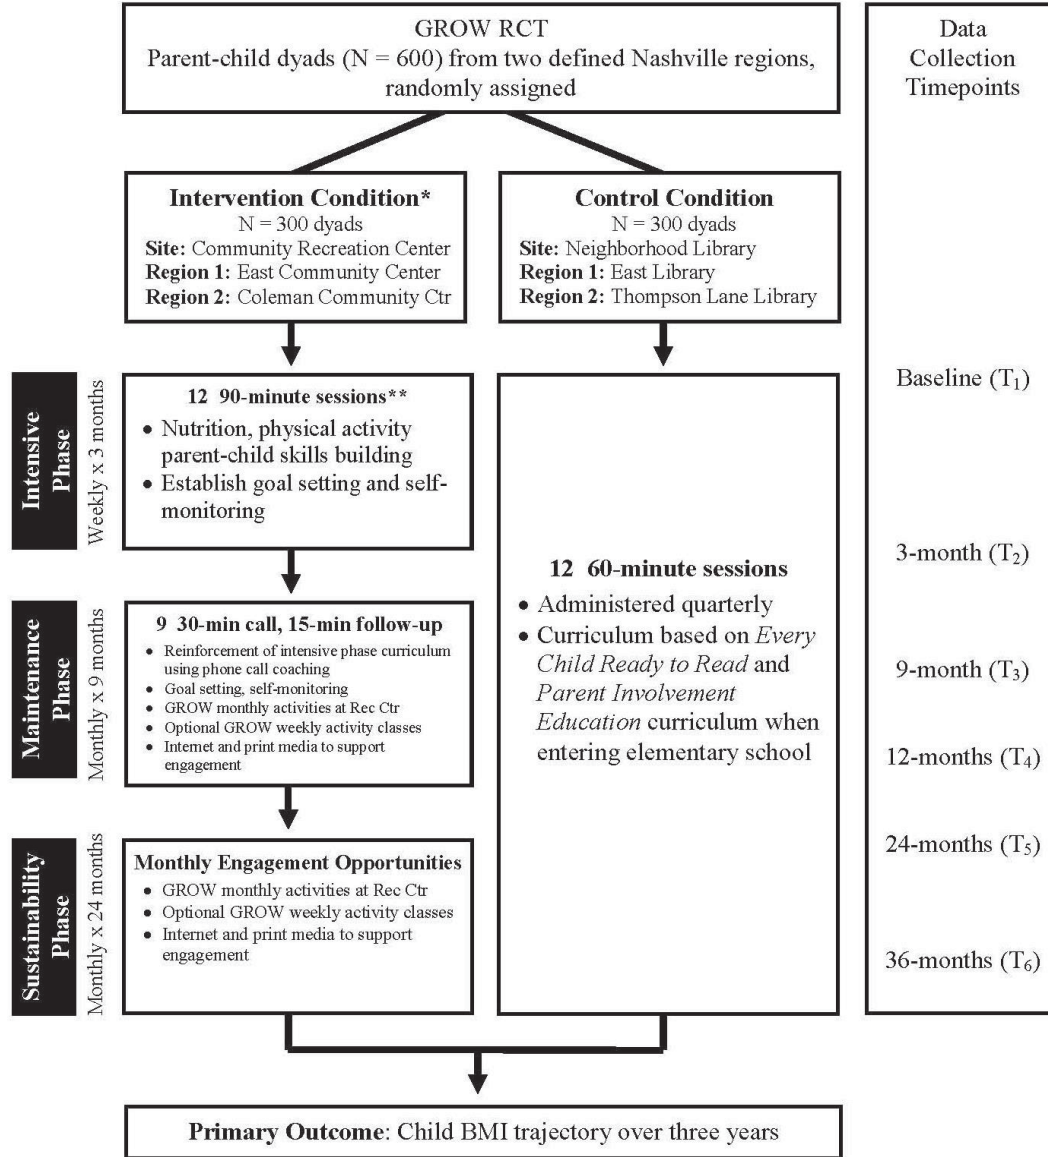 GROW RCT
Parent-child dyads (N = 600) from two defined Nashville regions,
randomly assigned
Data
Collection
Timepoints
Intervention Condition*
N = 300 dyads
Site: Community Recreation Center
Region 1: East Community Center
Region 2: Coleman Community Ctr
Control Condition
N = 300 dyads
Site: Neighborhood Library
Region 1: East Library
Region 2: Thompson Lane Library
Intensive
Phase
Weekly x 3 months
12 90-minute sessions**
• Nutrition, physical activity
parent-child skills building
• Establish goal setting and self-
monitoring
Maintenance
Phase
Monthly x 9 months
9 30-min call, 15-min follow-up
• Reinforcement of intensive phase curriculum
using phone call coaching
• Goal setting, self-monitoring
• GROW monthly activities at Rec Ctr
• Optional GROW weekly activity classes
• Internet and print media to support
engagement
Sustainability
Phase
Monthly x 24 months
Monthly Engagement Opportunities
• GROW monthly activities at Rec Ctr
• Optional GROW weekly activity classes
• Internet and print media to support
engagement
12 60-minute sessions
• Administered quarterly
• Curriculum based on Every
Child Ready to Read and
Parent Involvement
Education curriculum when
entering elementary school
Baseline (T1)
3-month (T2)
9-month (T3)
12-months (T4)
24-months (T5)
36-months (T6)
Primary Outcome: Child BMI trajectory over three years